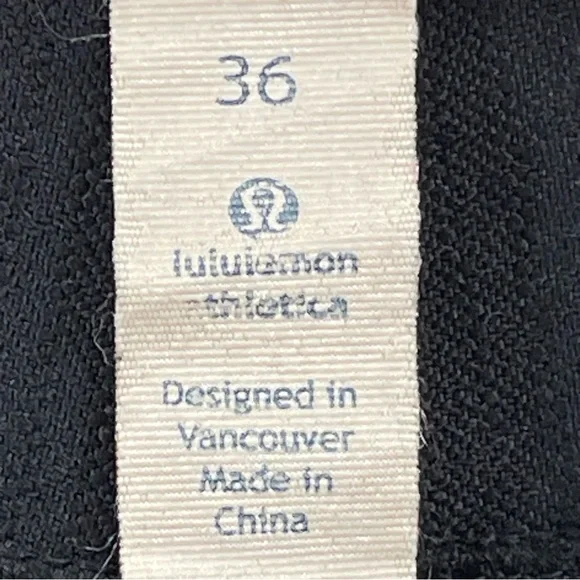 36
lululemon
athletica
Designed in
Vancouver
Made in
China